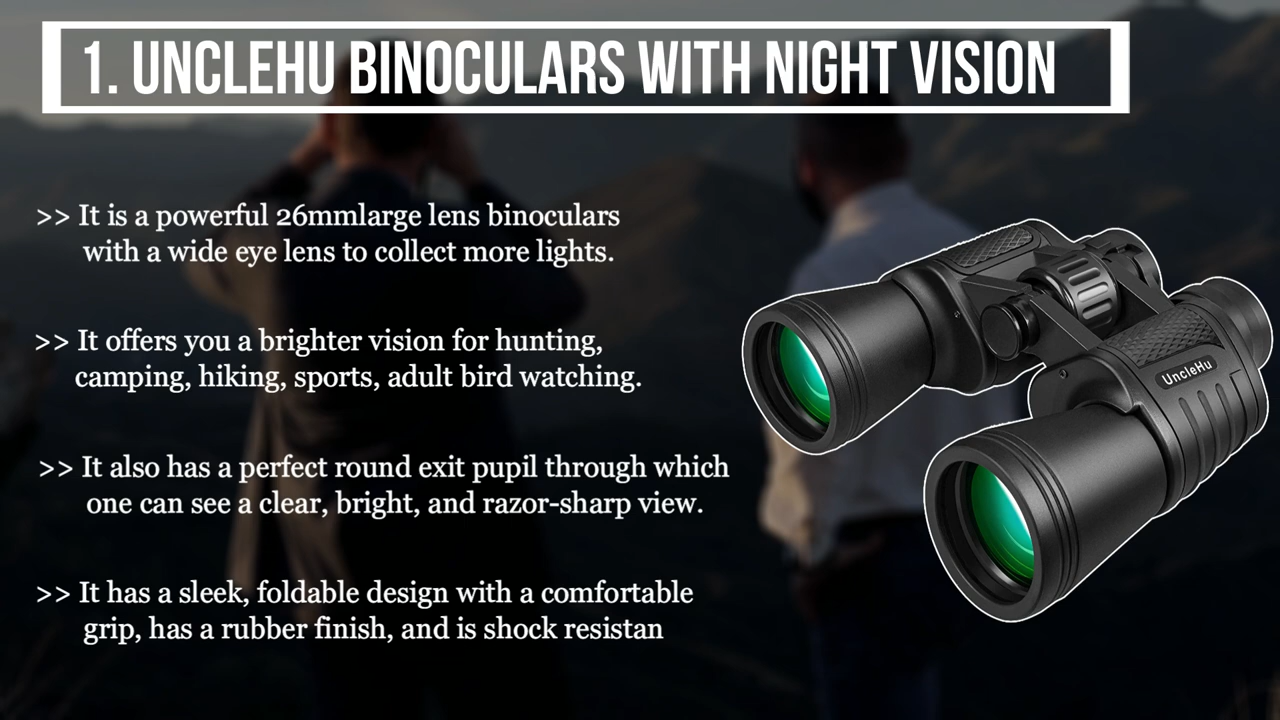 1. UNCLEHU BINOCULARS WITH NIGHT VISION
>> It is a powerful 26mmlarge lens binoculars
with a wide eye lens to collect more lights.
>> It offers you a brighter vision for hunting,
camping, hiking, sports, adult bird watching.
>> It also has a perfect round exit pupil through which
one can see a clear, bright, and razor-sharp view.
>> It has a sleek, foldable design with a comfortable
grip, has a rubber finish, and is shock resistan
UncleHu